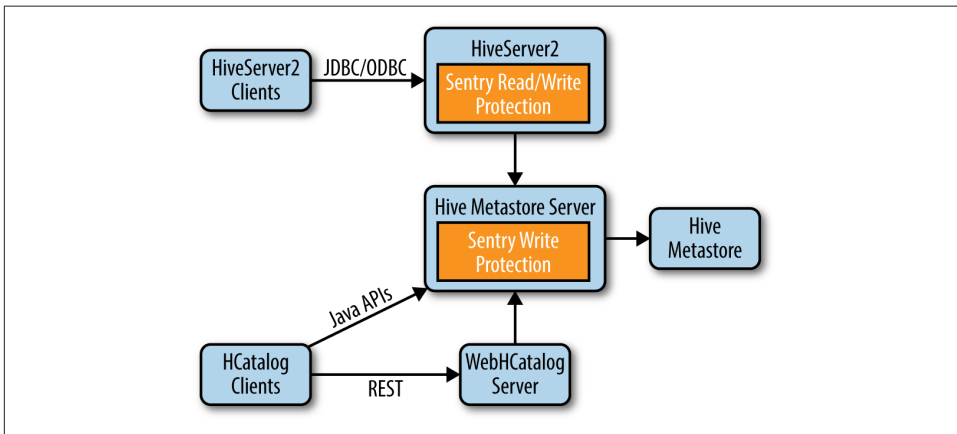 HiveServer2
Clients
JDBC/ODBC
HiveServer2
Sentry Read/Write
Protection
Hive Metastore Server
Sentry Write
Protection
Hive
Metastore
Java APIs
HCatalog
Clients
REST
WebHCatalog
Server